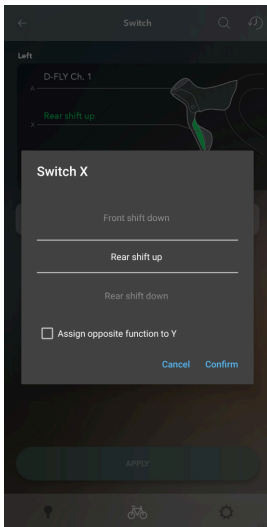 Switch
Left
D-FLY Ch. 1
A
Rear shift up
X
Switch X
Front shift down
Rear shift up
Rear shift down
Assign opposite function to Y
Cancel Confirm
APPLY